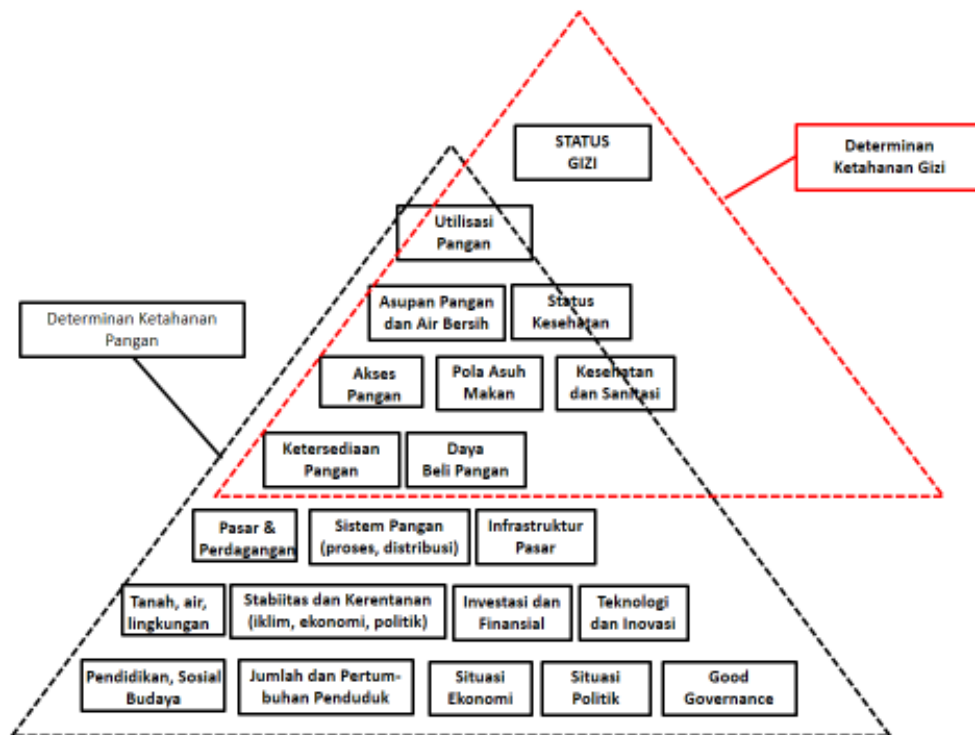 STATUS
GIZI
Determinan
Ketahanan Gizi
Utilisasi
Pangan
Determinan Ketahanan
Pangan
Asupan Pangan
dan Air Bersih
Status
Kesehatan
Akses
Pangan
Pola Asuh
Makan
Kesehatan
dan Sanitasi
Ketersediaan
Pangan
Daya
Beli Pangan
Pasar &
Perdagangan
Sistem Pangan
(proses, distribusi)
Infrastruktur
Pasar
Tanah, air,
lingkungan
Stabiitas dan Kerentanan
(iklim, ekonomi, politik)
Investasi dan
Finansial
Teknologi
dan Inovasi
Pendidikan, Sosial
Budaya
Jumlah dan Pertum-
buhan Penduduk
Situasi
Ekonomi
Situasi
Politik
Good
Governance